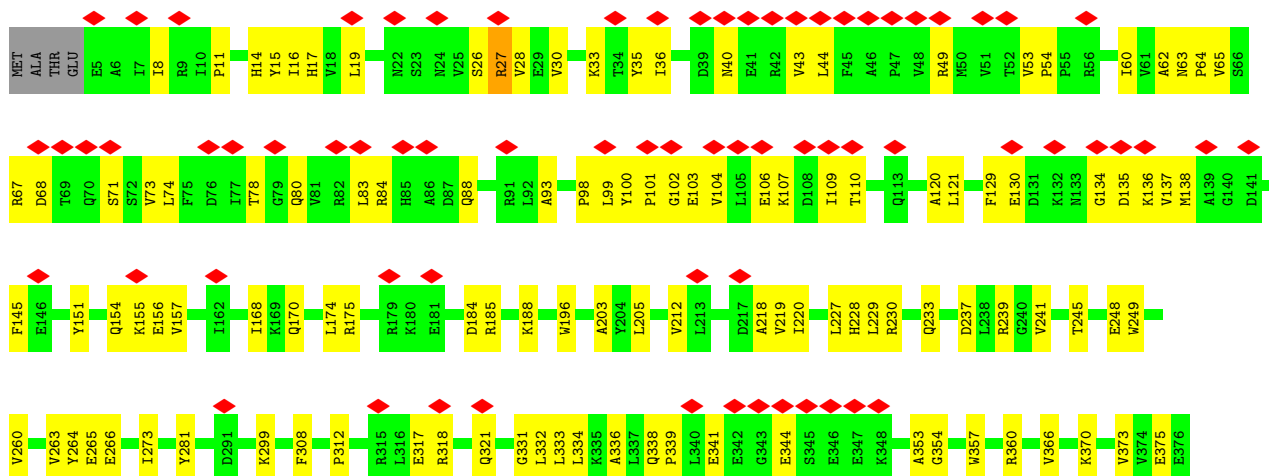 MET ALA THR GLU E5 A6 I7 I8 R9 I10 P11 H14 Y15 I16 H17 V18 L19 N22 S23 N24 V25 S26 R27 V28 E29 V30 K33 T34 Y35 I36 D39 N40 E41 R42 V43 L44 F45 A46 P47 V48 R49 M50 V51 T52 V53 P54 P55 R56 I60 V61 A62 N63 P64 V65 S66
R67 D68 T69 Q70 S71 S72 V73 L74 F75 D76 I77 T78 G79 Q80 V81 R82 L83 R84 H85 A86 D87 Q88 R91 L92 A93 P98 L99 Y100 P101 G102 E103 V104 L105 E106 K107 D108 I109 T110 Q113 A120 L121 F129 E130 D131 K132 N133 G134 D135 K136 V137 M138 A139 G140 D141
F145 E146 Y151 Q154 K155 E156 V157 I162 I168 K169 Q170 L174 R175 R179 K180 E181 D184 R185 K188 W196 A203 Y204 L205 V212 L213 D217 A218 V219 I220 L227 H228 L229 R230 Q233 D237 L238 R239 G240 V241 T245 E248 W249
V260 V263 Y264 E265 E266 I273 Y281 D291 K299 F308 P312 R315 L316 E317 R318 Q321 G331 L332 L333 L334 K335 A336 L337 Q338 P339 L340 E341 E342 G343 E344 S345 E346 E347 K348 A353 G354 W357 R360 V366 K370 V373 V374 E375 E376